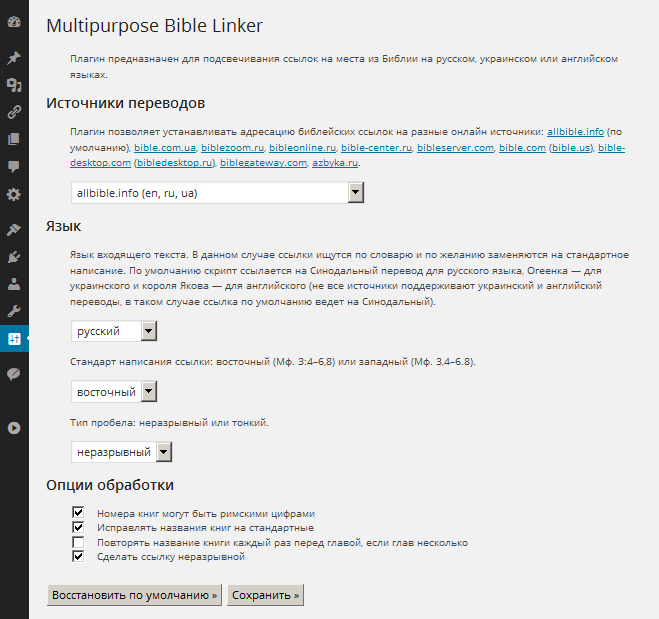 Multipurpose Bible Linker
Плагин предназначен для подсвечивания ссылок на места из Библии на русском, украинском или английском
языках.
Источники переводов
Плагин позволяет устанавливать адресацию библейских ссылок на разные онлайн источники: allbible.info (по
умолчанию), bible.com.ua, biblezoom.ru, bibleonline.ru, bible-center.ru, bibleserver.com, bible.com (bible.us), bible-
desktop.com (bibledesktop.ru), biblegateway.com, azbyka.ru.
allbible.info (en, ru, ua)
Язык
Язык входящего текста. В данном случае ссылки ищутся по словарю и по желанию заменяются на стандартное
написание. По умолчанию скрипт ссылается на Синодальный перевод для русского языка, Огеенка — для
украинского и короля Якова — для английского (не все источники поддерживают украинский и английский
переводы, в таком случае ссылка по умолчанию ведет на Синодальный).
русский
Стандарт написания ссылки: восточный (Мф. 3:4–6,8) или западный (Мф. 3,4–6.8).
восточный
Тип пробела: неразрывный или тонкий.
неразрывный
Опции обработки
Номера книг могут быть римскими цифрами
Исправлять названия книг на стандартные
Повторять название книги каждый раз перед главой, если глав несколько
Сделать ссылку неразрывной
Восстановить по умолчанию » Сохранить »